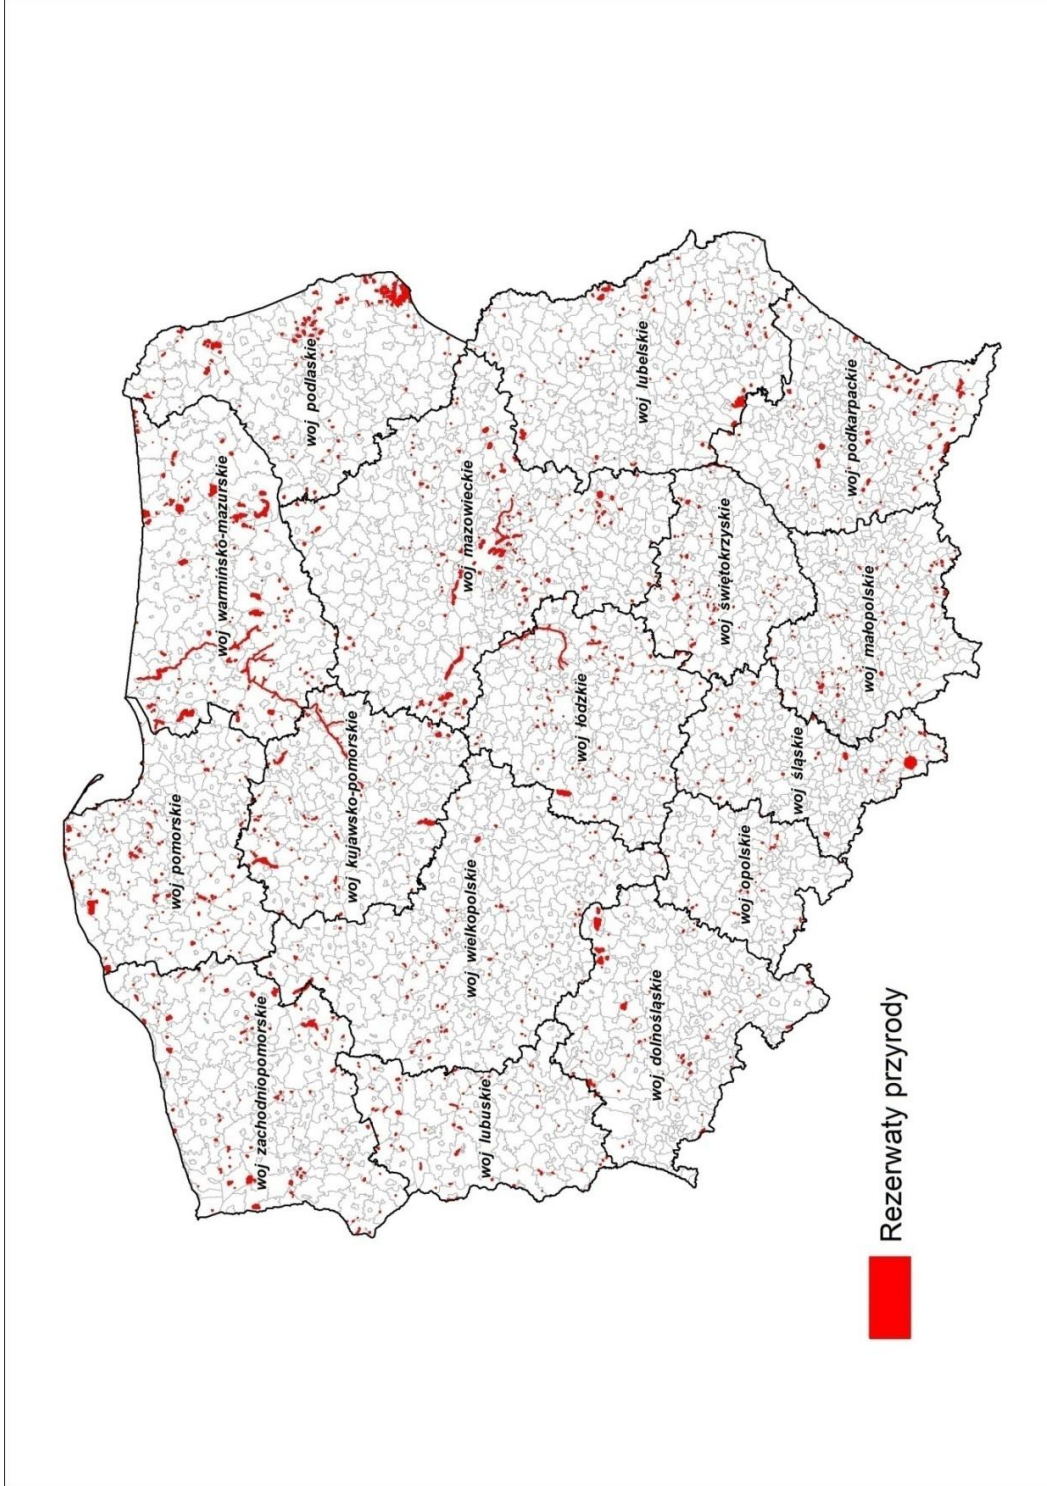 woj pomorskie
woj warmińsko-mazurskie
woj podlaskie
woj zachodniopomorskie
woj kujawsko-pomorskie
woj mazowieckie
woj wielkopolskie
woj lubuskie
woj łódzkie
woj lubelskie
woj dolnośląskie
woj opolskie
woj śląskie
woj świętokrzyskie
woj małopolskie
woj podkarpackie
Rezerwaty przyrody